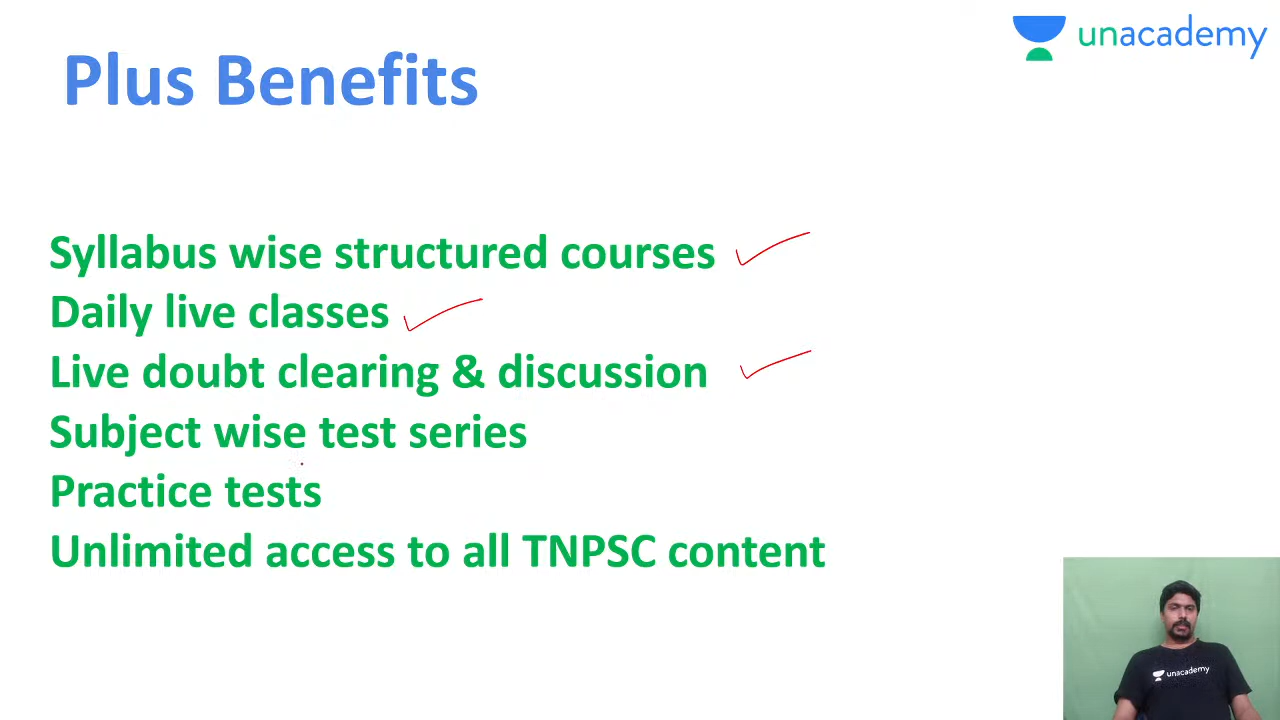 unacademy
Plus Benefits
Syllabus wise structured courses
Daily live classes
Live doubt clearing & discussion
Subject wise test series
Practice tests
Unlimited access to all TNPSC content
unacademy